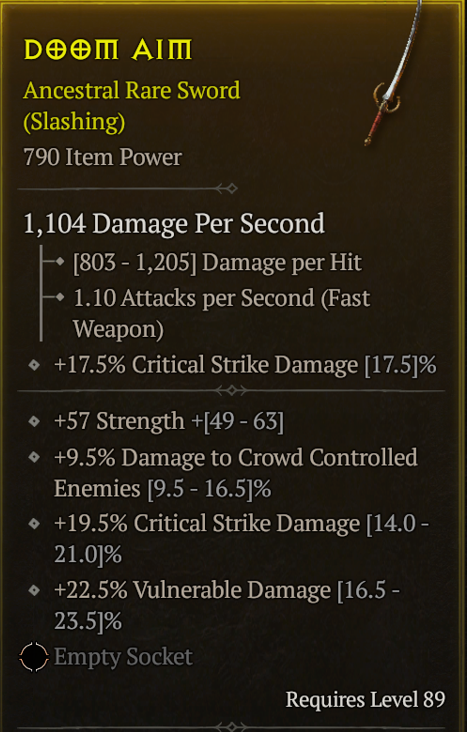 DOOM AIM
Ancestral Rare Sword
(Slashing)
790 Item Power
1,104 Damage Per Second
[803 - 1,205] Damage per Hit
1.10 Attacks per Second (Fast
Weapon)
+17.5% Critical Strike Damage [17.5]%
+57 Strength +[49 - 63]
+9.5% Damage to Crowd Controlled
Enemies [9.5 - 16.5]%
+19.5% Critical Strike Damage [14.0 -
21.0]%
+22.5% Vulnerable Damage [16.5 -
23.5]%
Empty Socket
Requires Level 89